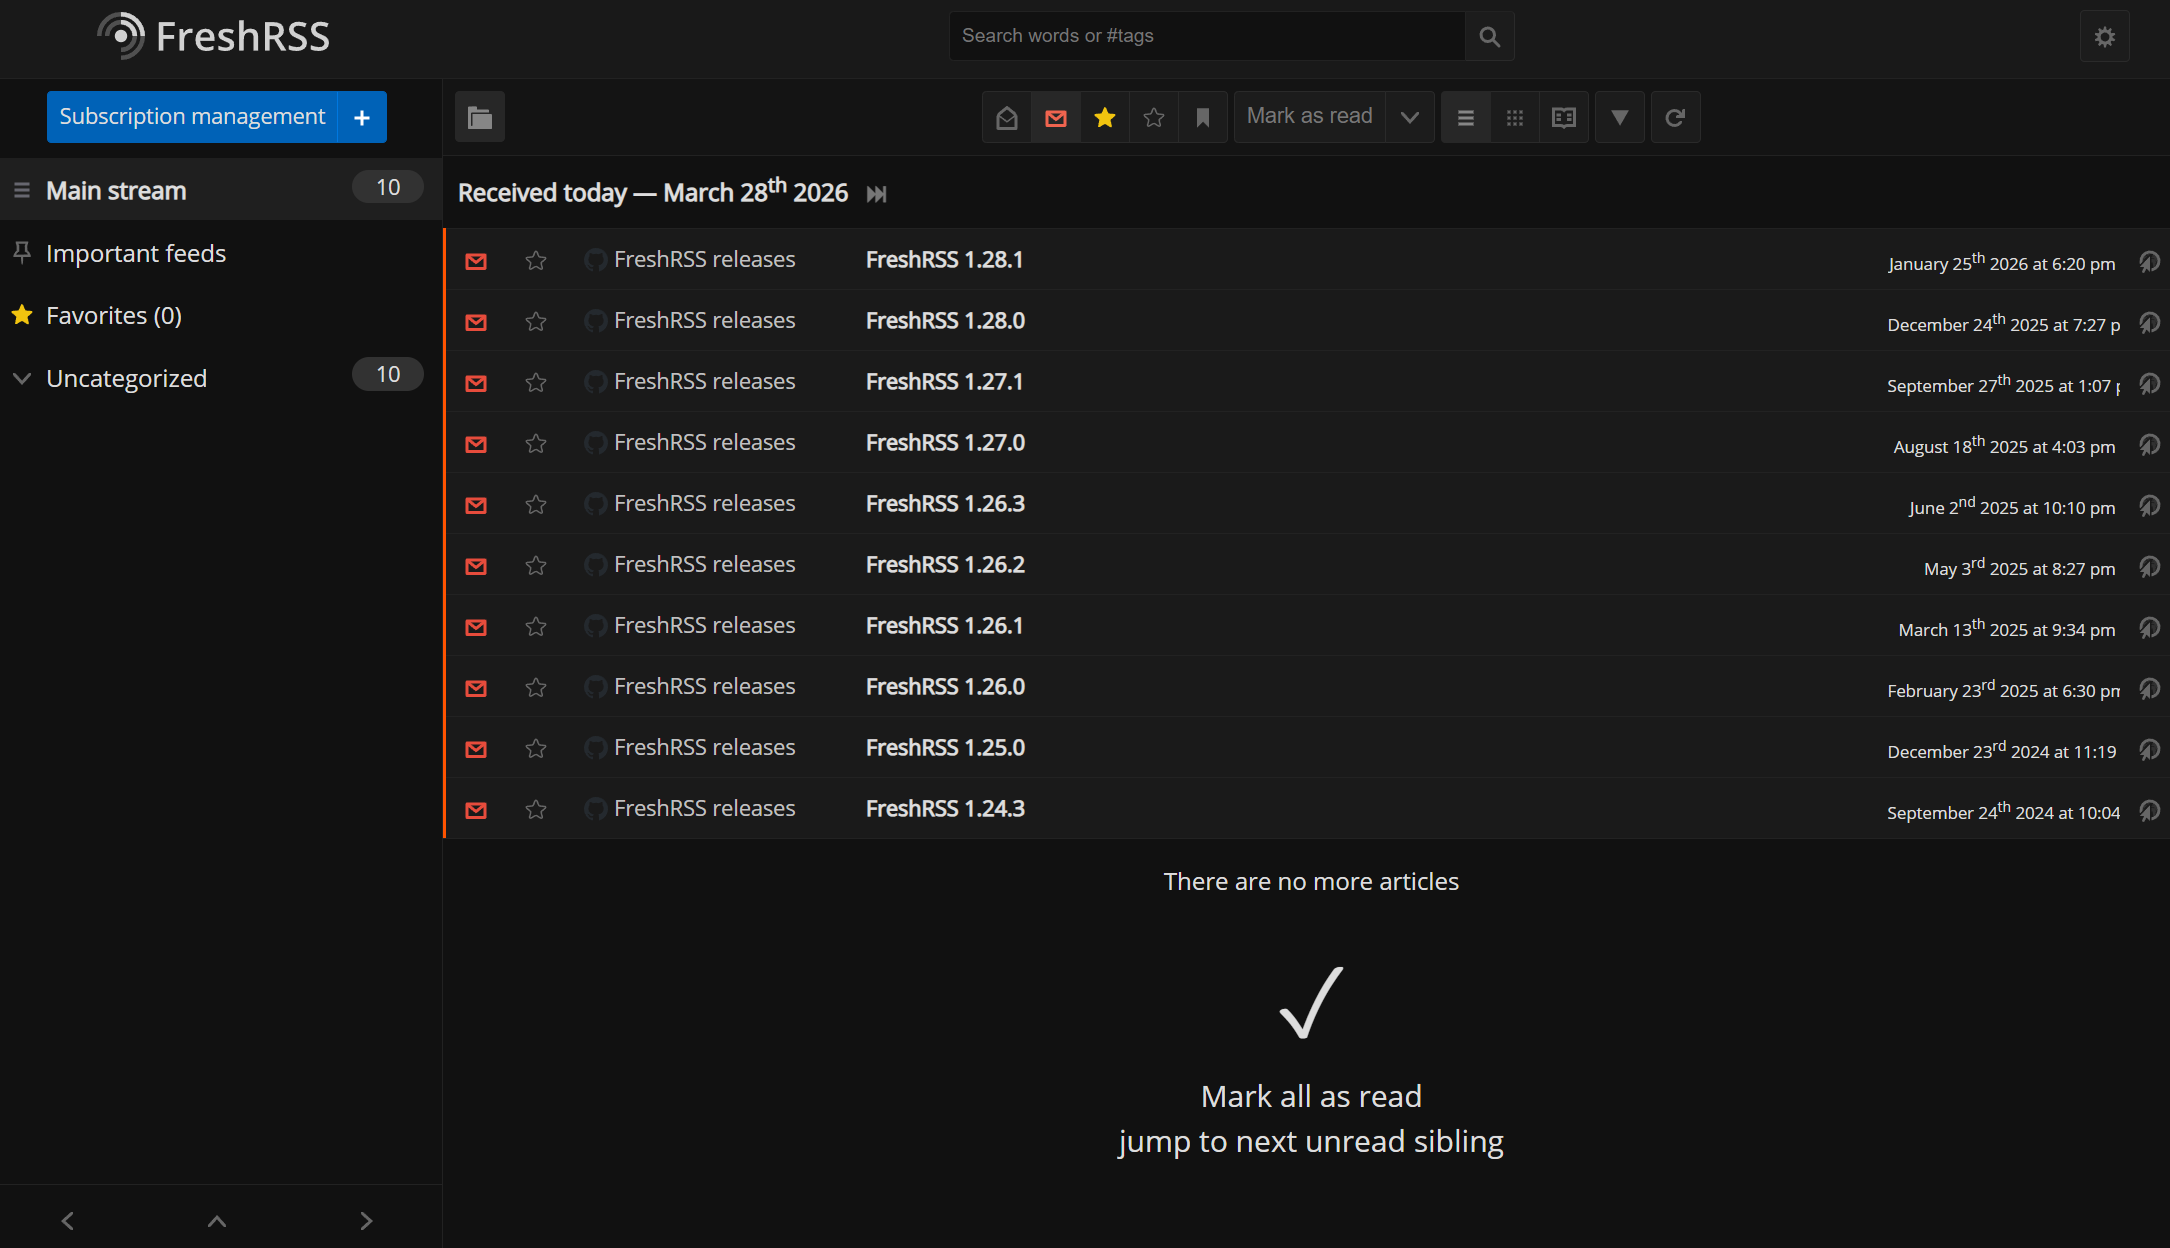 FreshRSS
Search words or #tags
Subscription management +
Mark as read
Main stream 10
Important feeds
Favorites (0)
Uncategorized 10
Received today — March 28th 2026
FreshRSS releases FreshRSS 1.28.1 January 25th 2026 at 6:20 pm
FreshRSS releases FreshRSS 1.28.0 December 24th 2025 at 7:27 p
FreshRSS releases FreshRSS 1.27.1 September 27th 2025 at 1:07
FreshRSS releases FreshRSS 1.27.0 August 18th 2025 at 4:03 pm
FreshRSS releases FreshRSS 1.26.3 June 2nd 2025 at 10:10 pm
FreshRSS releases FreshRSS 1.26.2 May 3rd 2025 at 8:27 pm
FreshRSS releases FreshRSS 1.26.1 March 13th 2025 at 9:34 pm
FreshRSS releases FreshRSS 1.26.0 February 23rd 2025 at 6:30 pm
FreshRSS releases FreshRSS 1.25.0 December 23rd 2024 at 11:19
FreshRSS releases FreshRSS 1.24.3 September 24th 2024 at 10:04
There are no more articles
Mark all as read
jump to next unread sibling